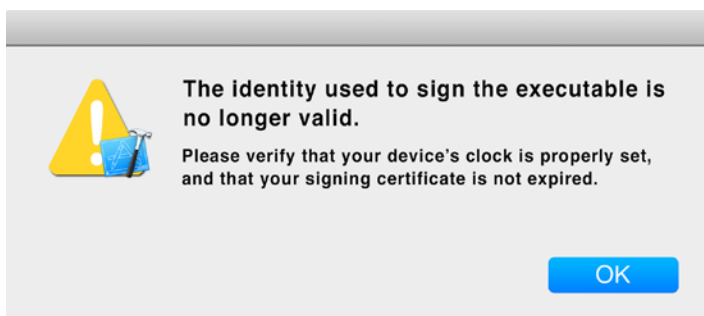 The identity used to sign the executable is
no longer valid.
Please verify that your device’s clock is properly set,
and that your signing certificate is not expired.
OK